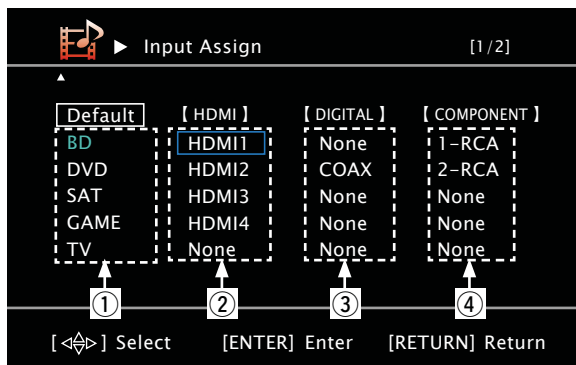 ► Input Assign [1/2]
▲
Default 【 HDMI 】 【 DIGITAL 】 【 COMPONENT 】
BD HDMI1 None 1-RCA
DVD HDMI2 COAX 2-RCA
SAT HDMI3 None None
GAME HDMI4 None None
TV None None None
① ② ③ ④
[◁△▽▷] Select [ENTER] Enter [RETURN] Return